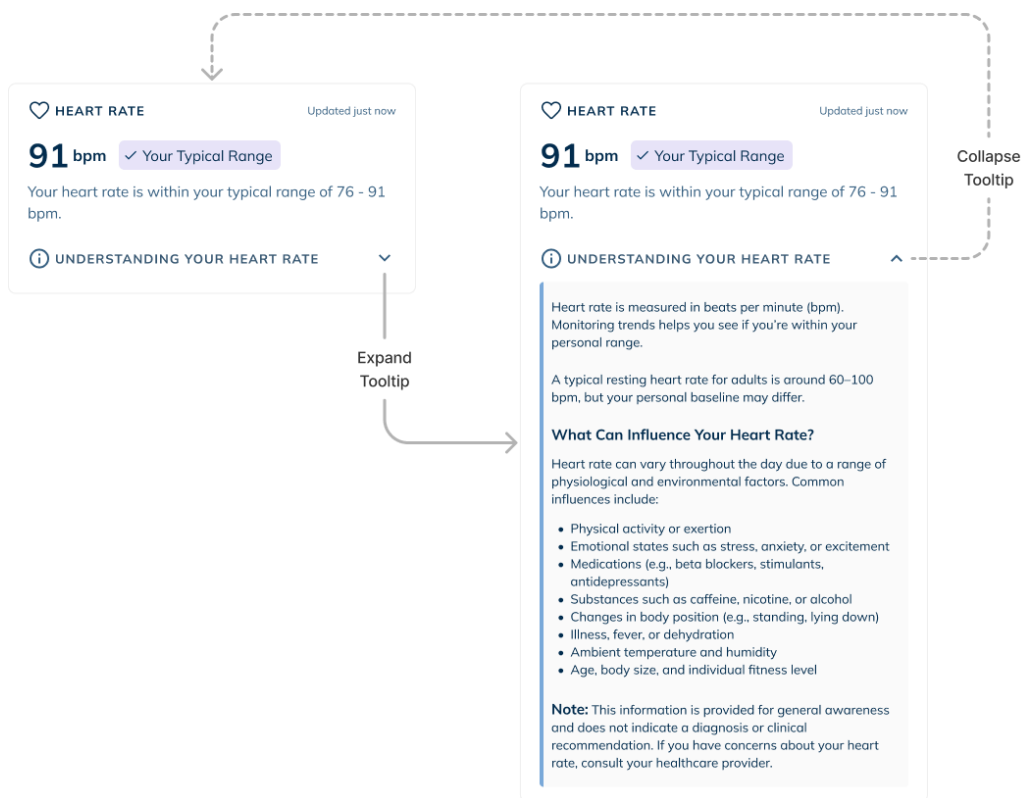 HEART RATE
Updated just now
91 bpm
Your Typical Range
Your heart rate is within your typical range of 76 - 91
bpm.
UNDERSTANDING YOUR HEART RATE
Expand
Tooltip
HEART RATE
Updated just now
91 bpm
Your Typical Range
Your heart rate is within your typical range of 76 - 91
bpm.
UNDERSTANDING YOUR HEART RATE
Heart rate is measured in beats per minute (bpm).
Monitoring trends helps you see if you’re within your
personal range.
A typical resting heart rate for adults is around 60–100
bpm, but your personal baseline may differ.
What Can Influence Your Heart Rate?
Heart rate can vary throughout the day due to a range of
physiological and environmental factors. Common
influences include:
• Physical activity or exertion
• Emotional states such as stress, anxiety, or excitement
• Medications (e.g., beta blockers, stimulants,
antidepressants)
• Substances such as caffeine, nicotine, or alcohol
• Changes in body position (e.g., standing, lying down)
• Illness, fever, or dehydration
• Ambient temperature and humidity
• Age, body size, and individual fitness level
Note: This information is provided for general awareness
and does not indicate a diagnosis or clinical
recommendation. If you have concerns about your heart
rate, consult your healthcare provider.
Collapse
Tooltip